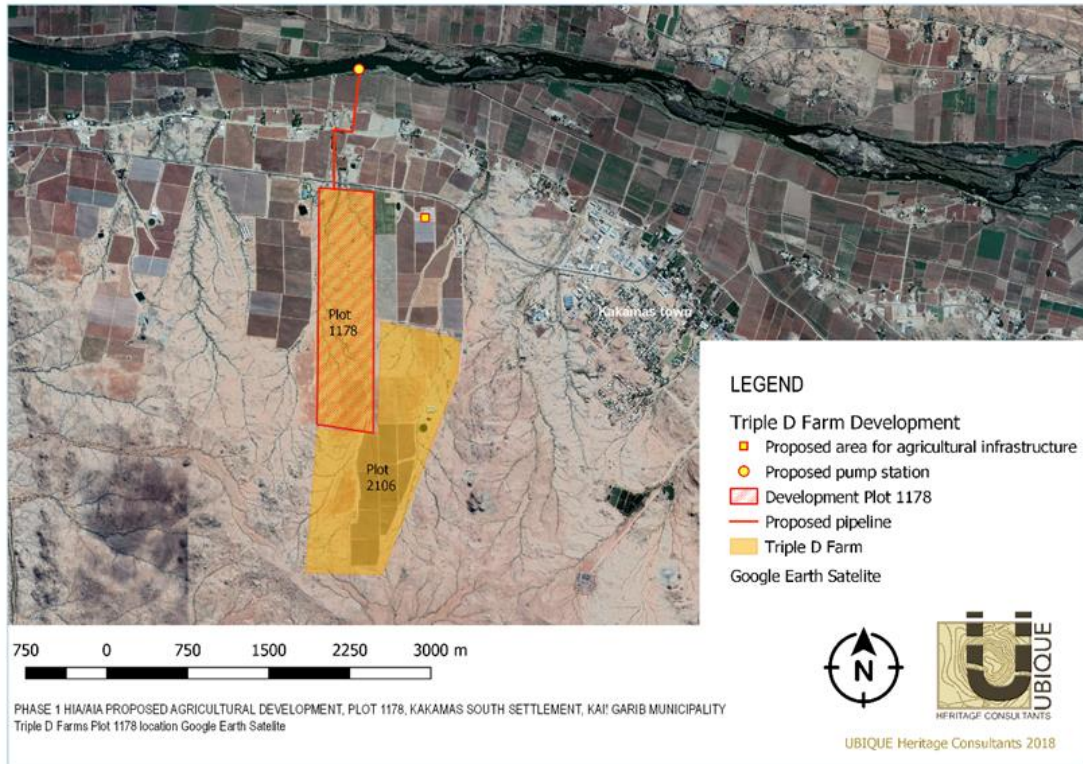 Plot
1178
Kakamas town
Plot
2106
LEGEND
Triple D Farm Development
Proposed area for agricultural infrastructure
Proposed pump station
Development Plot 1178
Proposed pipeline
Triple D Farm
Google Earth Satelite
750 0 750 1500 2250 3000 m
N
UBIQUE
HERITAGE CONSULTANTS
PHASE 1 HIA/AIA PROPOSED AGRICULTURAL DEVELOPMENT, PLOT 1178, KAKAMAS SOUTH SETTLEMENT, KAI! GARIB MUNICIPALITY
Triple D Farms Plot 1178 location Google Earth Satelite
UBIQUE Heritage Consultants 2018